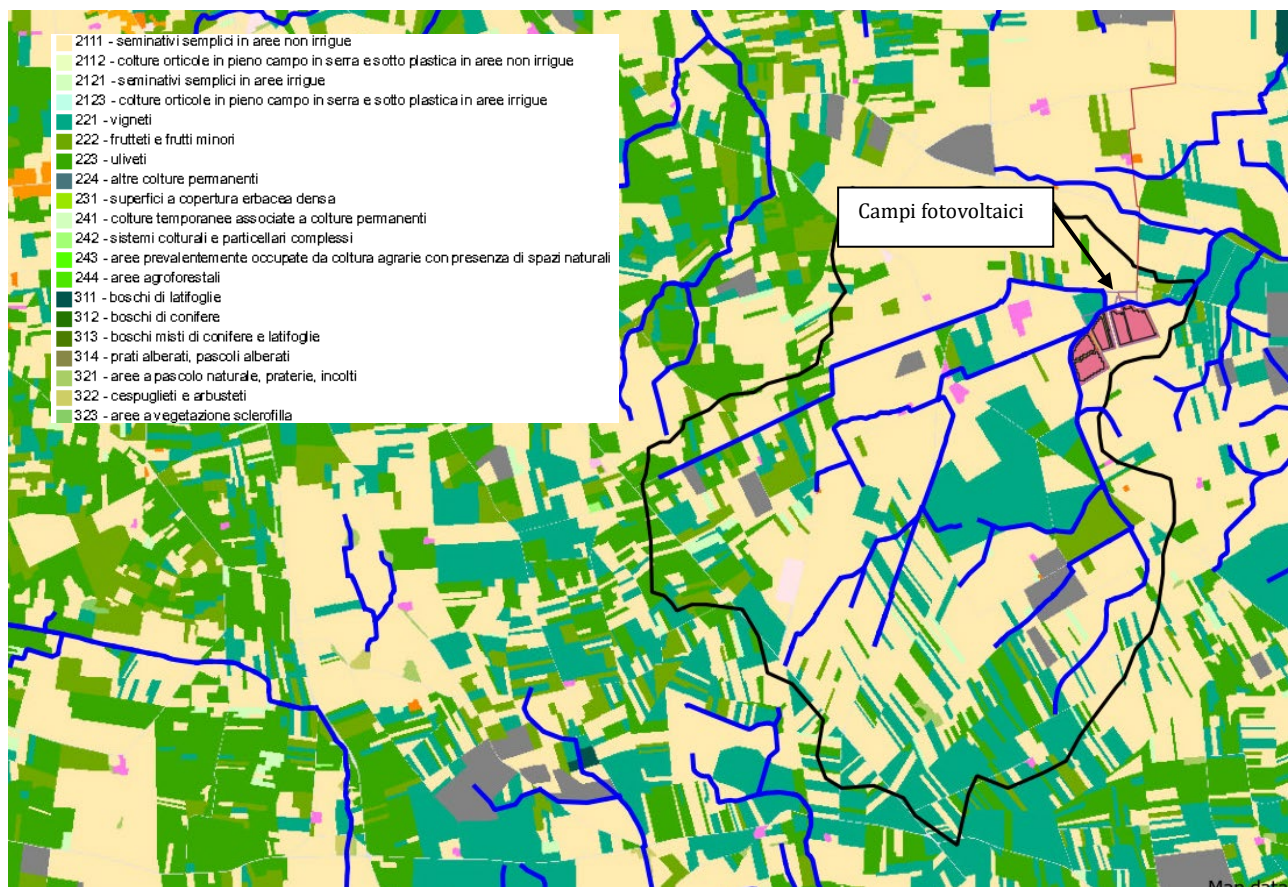 2111 - seminativi semplici in aree non irrigue
2112 - colture orticole in pieno campo in serra e sotto plastica in aree non irrigue
2121 - seminativi semplici in aree irrigue
2123 - colture orticole in pieno campo in serra e sotto plastica in aree irrigue
221 - vigneti
222 - frutteti e frutti minori
223 - uliveti
224 - altre colture permanenti
231 - superfici a copertura erbacea densa
241 - colture temporanee associate a colture permanenti
242 - sistemi colturali e particellari complessi
243 - aree prevalentemente occupate da coltura agrarie con presenza di spazi naturali
244 - aree agroforestali
311 - boschi di latifoglie
312 - boschi di conifere
313 - boschi misti di conifere e latifoglie
314 - prati alberati, pascoli alberati
321 - aree a pascolo naturale, praterie, incolti
322 - cespuglieti e arbusteti
323 - aree a vegetazione sclerofilla
Campi fotovoltaici